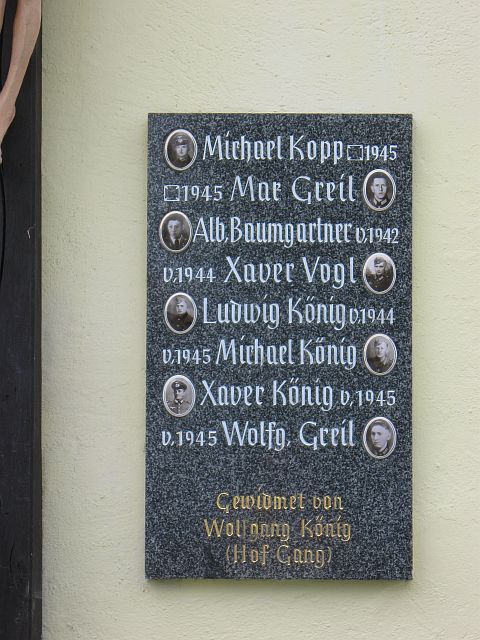 Michael Kopp 1945
1945 Max Greil
Alb. Baumgartner v. 1942
v. 1944 Xaver Vogl
Ludwig König v. 1944
v. 1945 Michael König
Xaver König v. 1945
v. 1945 Wolfg. Greil
Gewidmet von
Wolfgang König
(Hof Gang)